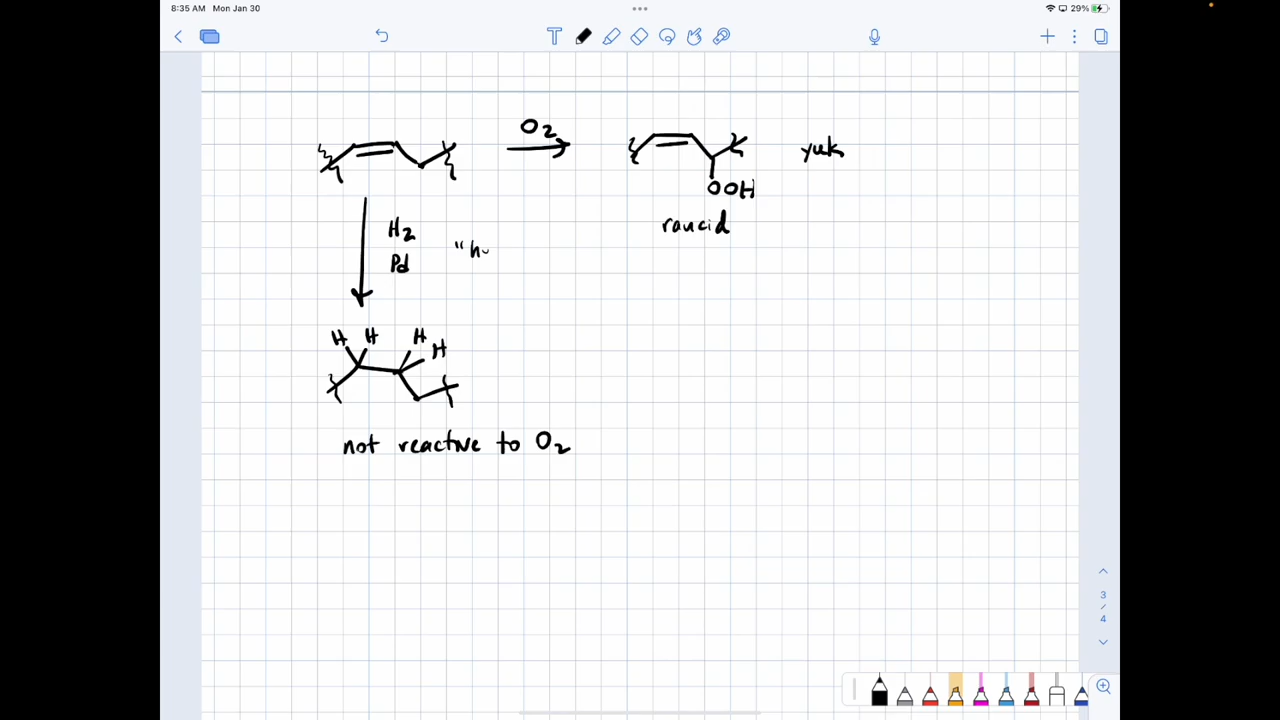 8:35 AM Mon Jan 30
29%
T
O2
yuk
OOH
rancid
H2
Pd
"h
H H H H
not reactive to O2
3
/
4